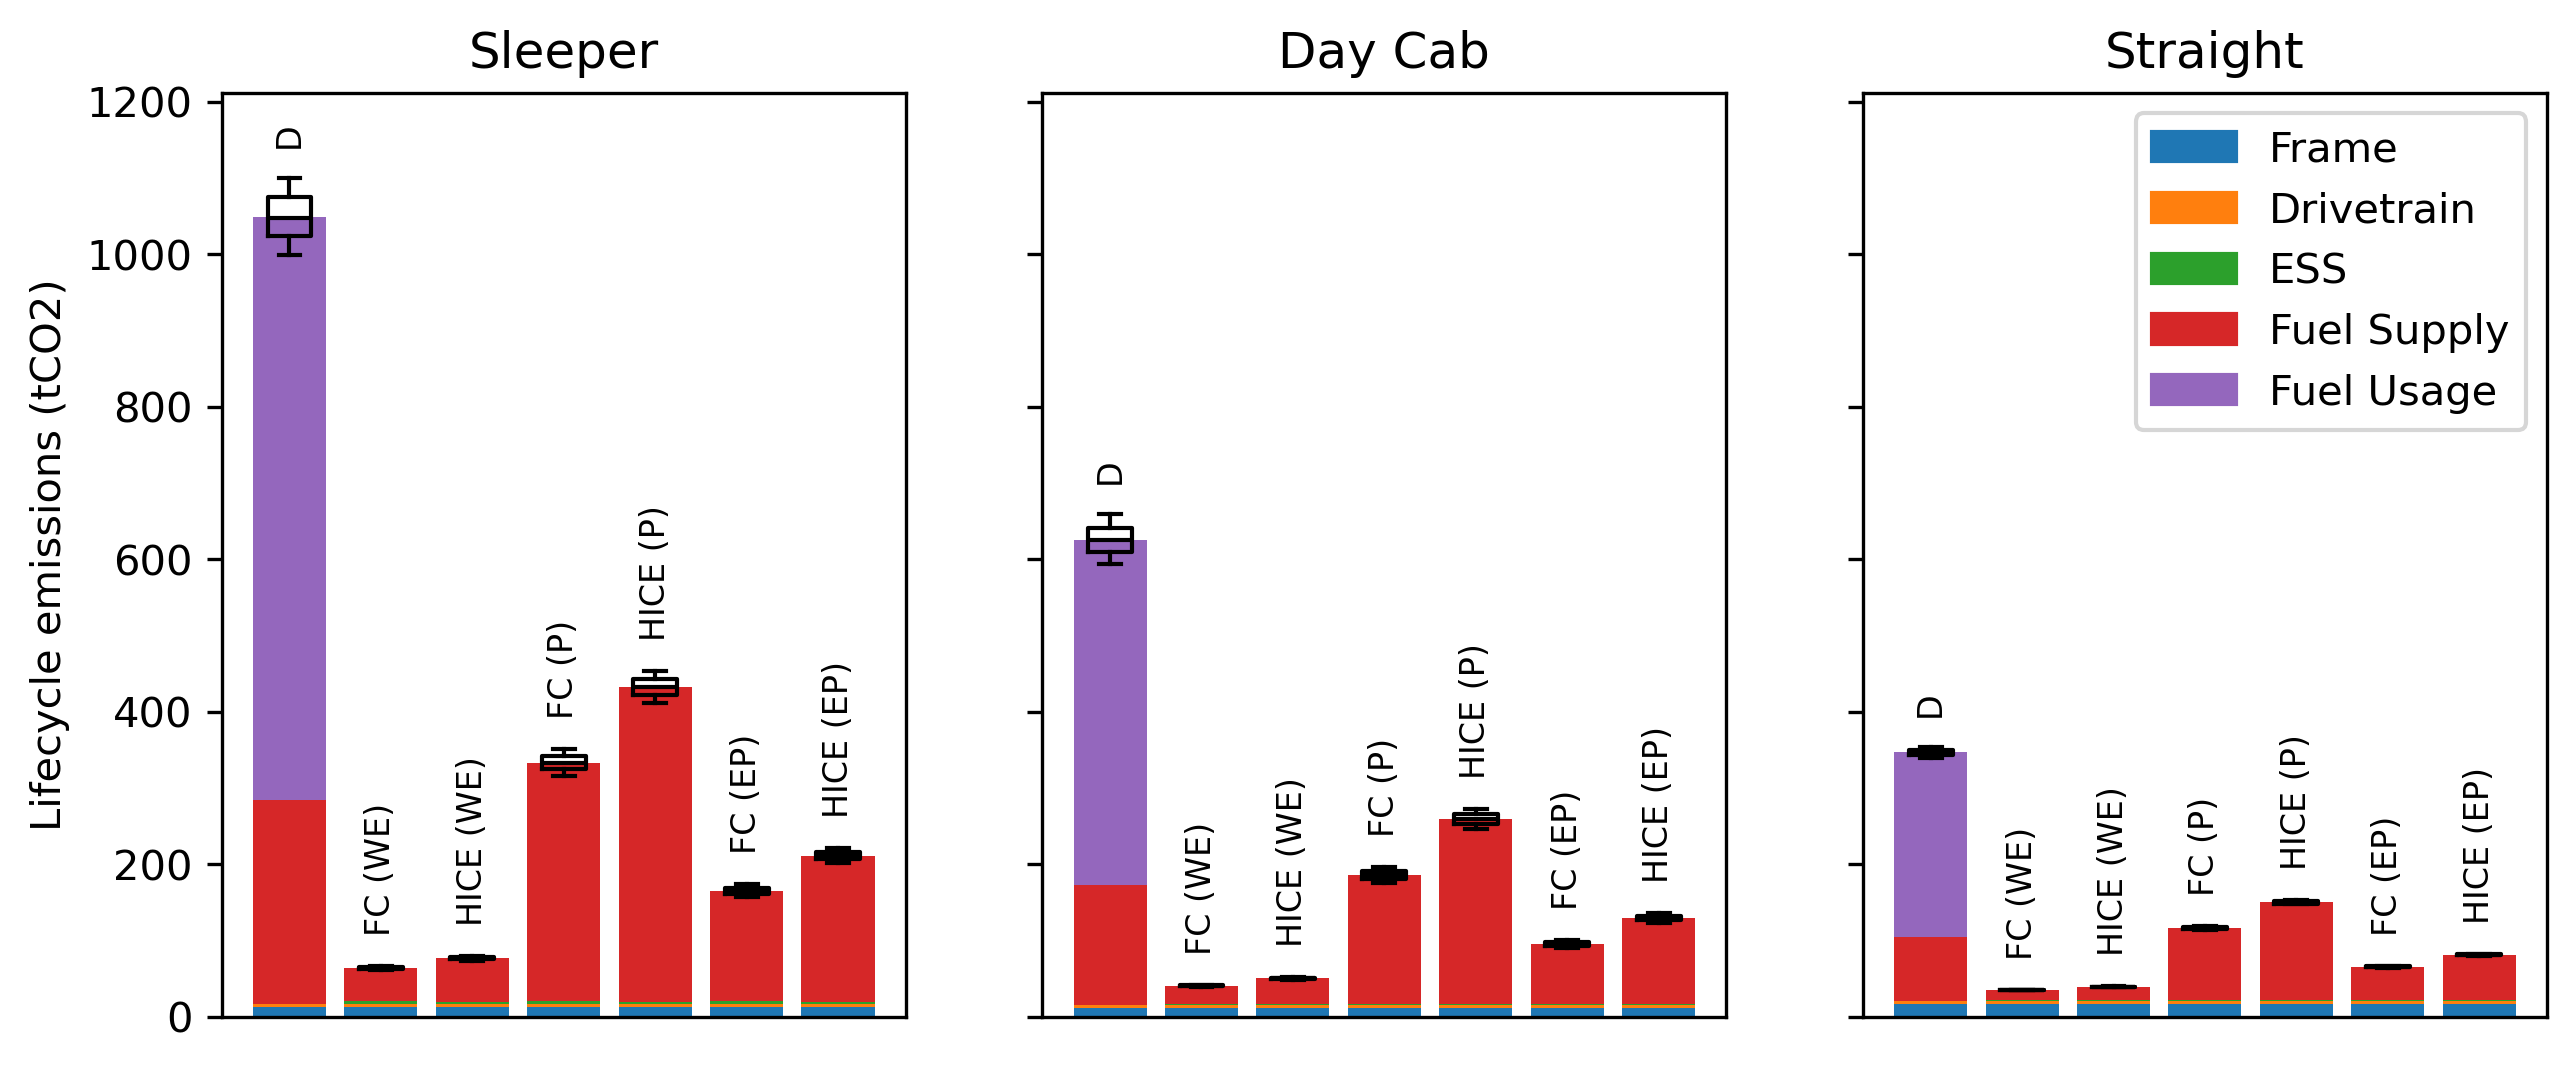 Sleeper
Day Cab
Straight
Lifecycle emissions (tCO2)
1200
1000
800
600
400
200
0
D
FC (WE)
HICE (WE)
FC (P)
HICE (P)
FC (EP)
HICE (EP)
D
FC (WE)
HICE (WE)
FC (P)
HICE (P)
FC (EP)
HICE (EP)
D
FC (WE)
HICE (WE)
FC (P)
HICE (P)
FC (EP)
HICE (EP)
Frame
Drivetrain
ESS
Fuel Supply
Fuel Usage